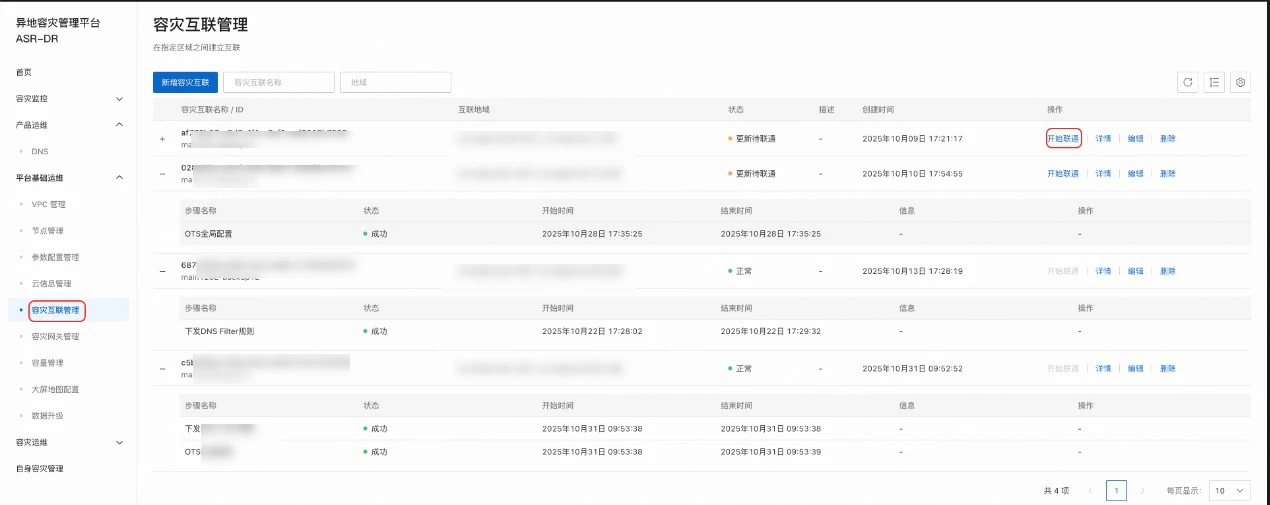 异地容灾管理平台
ASR-DR
首页
容灾监控
产品运维
DNS
平台基础运维
VPC 管理
节点管理
参数配置管理
云信息管理
容灾互联管理
容灾网关管理
容量管理
大屏地图配置
数据升级
容灾运维
自身容灾管理
容灾互联管理
在指定区域之间建立互联
新增容灾互联 容灾互联名称 地域
容灾互联名称 / ID 互联地域 状态 描述 创建时间 操作
+ 更新待联通 - 2025年10月09日 17:21:17 开始联通 详情 编辑 删除
− 更新待联通 - 2025年10月10日 17:54:55 开始联通 详情 编辑 删除
步骤名称 状态 开始时间 结束时间 信息 操作
OTS全局配置 成功 2025年10月28日 17:35:25 2025年10月28日 17:35:25 - -
− 687 正常 - 2025年10月13日 17:28:19 开始联通 详情 编辑 删除
步骤名称 状态 开始时间 结束时间 信息 操作
下发DNS Filter规则 成功 2025年10月22日 17:28:02 2025年10月22日 17:29:32 - -
− 正常 - 2025年10月31日 09:52:52 开始联通 详情 编辑 删除
步骤名称 状态 开始时间 结束时间 信息 操作
下发 成功 2025年10月31日 09:53:38 2025年10月31日 09:53:38 - -
OTS 成功 2025年10月31日 09:53:38 2025年10月31日 09:53:39 - -
共 4 项 1 每页显示: 10